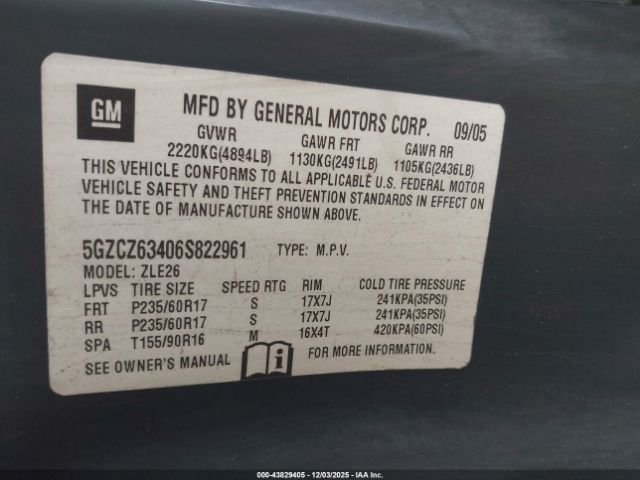 GM
MFD BY GENERAL MOTORS CORP. 09/05
GVWR GAWR FRT GAWR RR
2220KG(4894LB) 1130KG(2491LB) 1105KG(2436LB)
THIS VEHICLE CONFORMS TO ALL APPLICABLE U.S. FEDERAL MOTOR
VEHICLE SAFETY AND THEFT PREVENTION STANDARDS IN EFFECT ON
THE DATE OF MANUFACTURE SHOWN ABOVE.
5GZCZ63406S822961 TYPE: M.P.V.
MODEL: ZLE26
LPVS TIRE SIZE SPEED RTG RIM COLD TIRE PRESSURE
FRT P235/60R17 S 17X7J 241KPA(35PSI)
RR P235/60R17 S 17X7J 241KPA(35PSI)
SPA T155/90R16 M 16X4T 420KPA(60PSI)
SEE OWNER'S MANUAL i FOR MORE INFORMATION.
© - 43829405 - 12/03/2025 - IAA Inc.